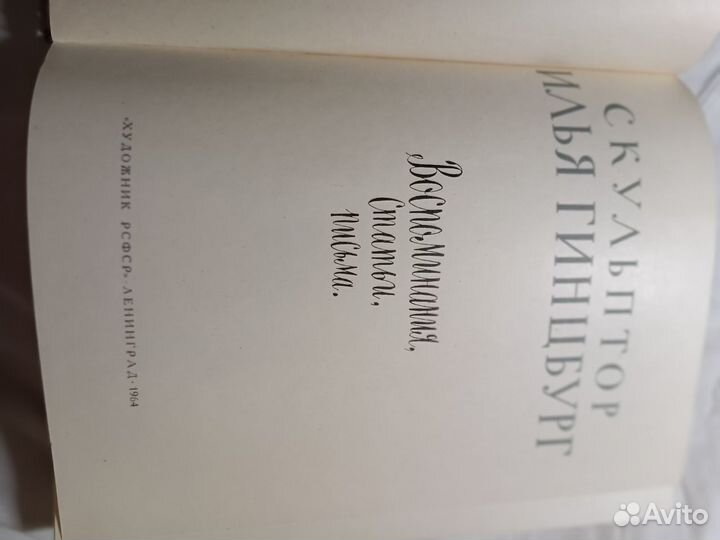 СКУЛЬПТОР
ИЛЬЯ ГИНЦБУРГ
Воспоминания,
статьи,
письма.
«ХУДОЖНИК РСФСР» · ЛЕНИНГРАД · 1964
Avito